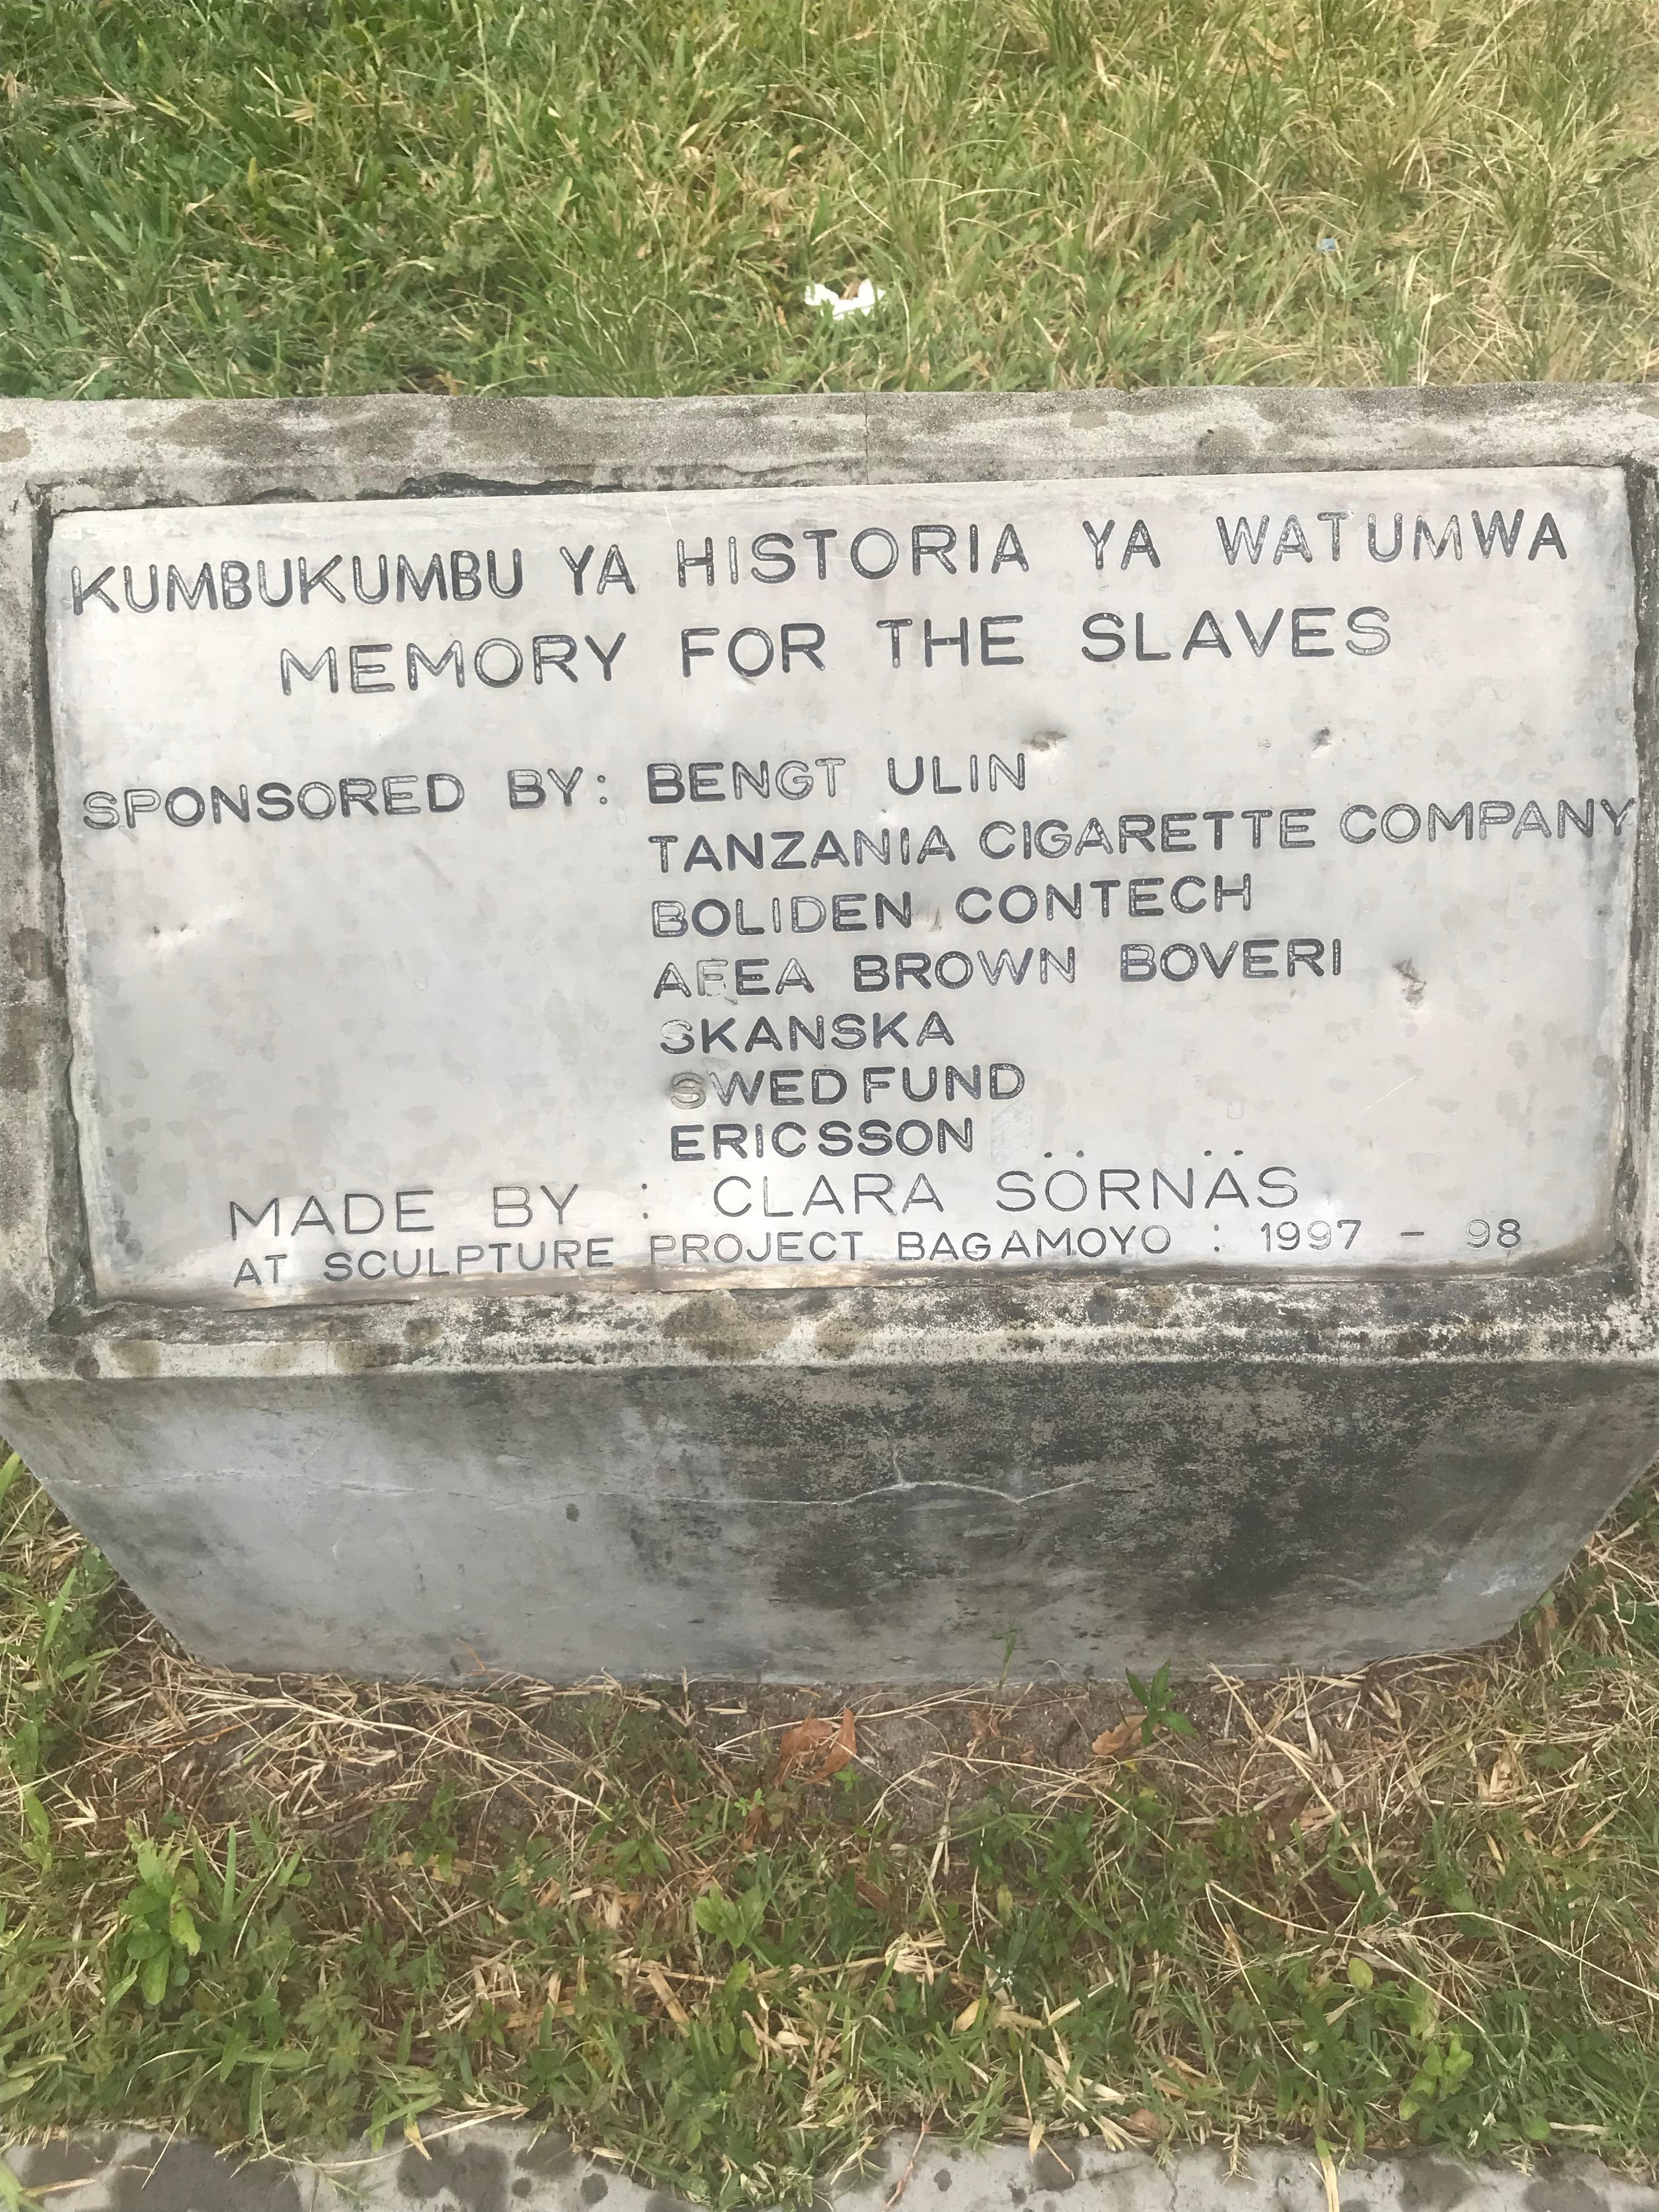 KUMBUKUMBU YA HISTORIA YA WATUMWA
MEMORY FOR THE SLAVES
SPONSORED BY: BENGT ULIN
TANZANIA CIGARETTE COMPANY
BOLIDEN CONTECH
BROWN BOVERI
SKANSKA
SWEDFUND
ERICSSON
MADE BY : CLARA SÖRNÄS
AT SCULPTURE PROJECT BAGAMOYO : 1997 - 98